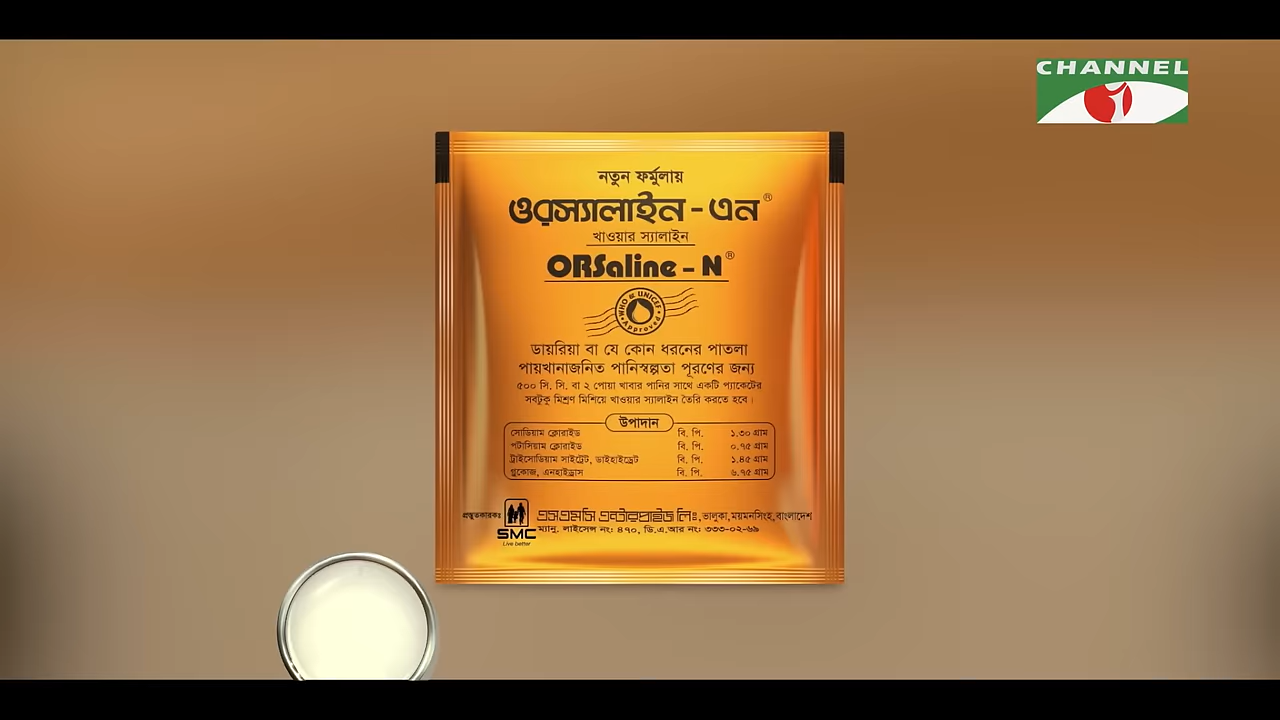 CHANNEL
নতুন ফর্মুলায়
ওরস্যালাইন - এন ®
খাওয়ার স্যালাইন
ORSaline - N ®
WHO & UNICEF
Approved
ডায়রিয়া বা যে কোন ধরনের পাতলা
পায়খানাজনিত পানিস্বল্পতা পূরণের জন্য
৫০০ সি. সি. বা ২ পোয়া খাবার পানির সাথে একটি প্যাকেটের
সবটুকু মিশ্রণ মিশিয়ে খাওয়ার স্যালাইন তৈরি করতে হবে।
উপাদান
সোডিয়াম ক্লোরাইড বি. পি. ১.৩০ গ্রাম
পটাসিয়াম ক্লোরাইড বি. পি. ০.৭৫ গ্রাম
ট্রাইসোডিয়াম সাইট্রেট, ডাইহাইড্রেট বি. পি. ১.৪৫ গ্রাম
গ্লুকোজ, এনহাইড্রাস বি. পি. ৬.৭৫ গ্রাম
প্রস্তুতকারকঃ এসএমসি এন্টারপ্রাইজ লিঃ, ভালুকা, ময়মনসিংহ, বাংলাদেশ
SMC ম্যানু. লাইসেন্স নং: ৪৭০, ডি.এ.আর নং: ৩৩৩-০২-৬৯
Live better